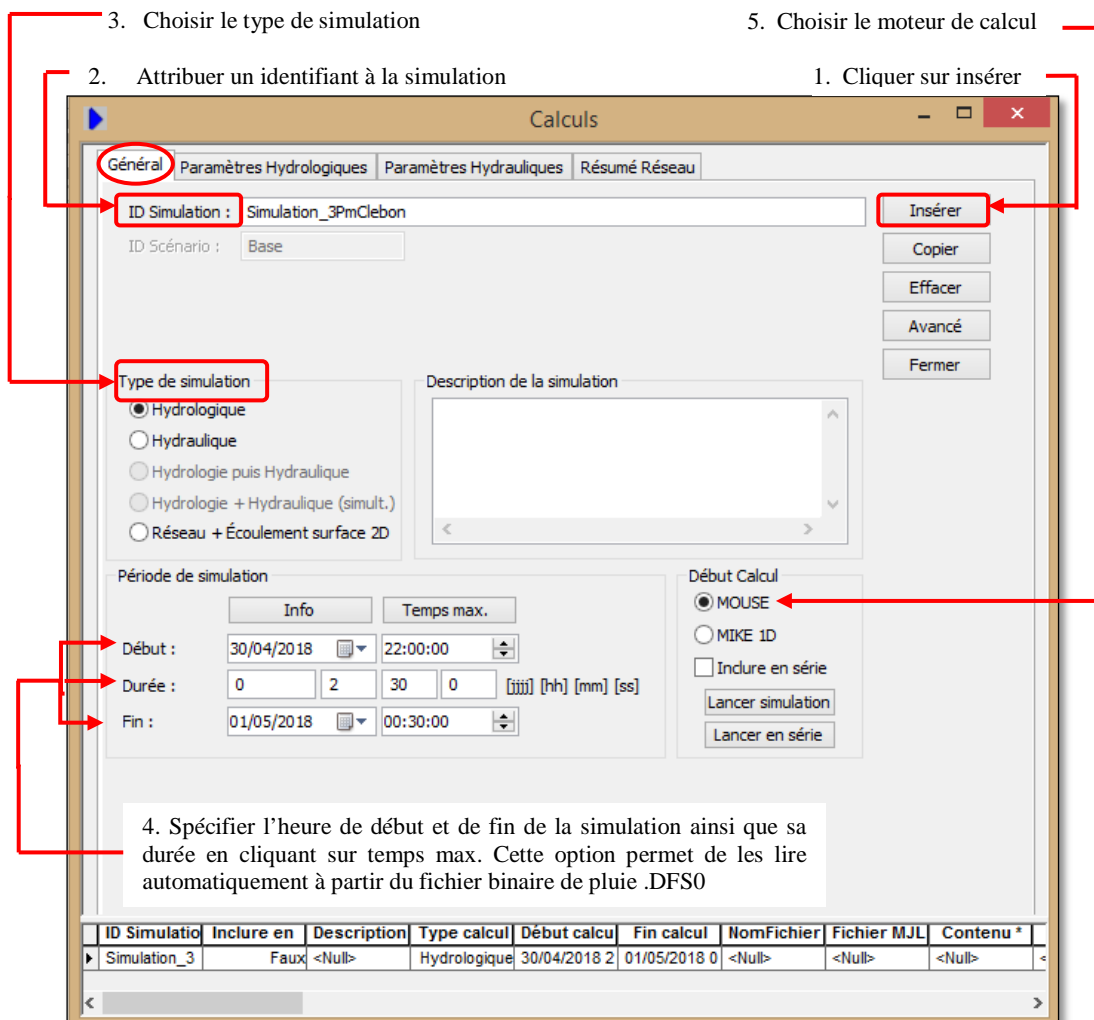 3. Choisir le type de simulation
5. Choisir le moteur de calcul
2. Attribuer un identifiant à la simulation
1. Cliquer sur insérer
Calculs
Général
Paramètres Hydrologiques
Paramètres Hydrauliques
Résumé Réseau
ID Simulation :
Simulation_3PmClebon
Insérer
ID Scénario :
Base
Copier
Effacer
Avancé
Fermer
Type de simulation
Description de la simulation
Hydrologique
Hydraulique
Hydrologie puis Hydraulique
Hydrologie + Hydraulique (simult.)
Réseau + Écoulement surface 2D
Période de simulation
Début Calcul
Info
Temps max.
MOUSE
MIKE 1D
Début :
30/04/2018
22:00:00
Inclure en série
Durée :
0
2
30
0
[jjjj] [hh] [mm] [ss]
Lancer simulation
Fin :
01/05/2018
00:30:00
Lancer en série
4. Spécifier l'heure de début et de fin de la simulation ainsi que sa
durée en cliquant sur temps max. Cette option permet de les lire
automatiquement à partir du fichier binaire de pluie .DFS0
ID Simulatio Inclure en Description Type calcul Début calcu Fin calcul NomFichier Fichier MJL Contenu *
Simulation_3 Faux <Null> Hydrologique 30/04/2018 2 01/05/2018 0 <Null> <Null> <Null> <